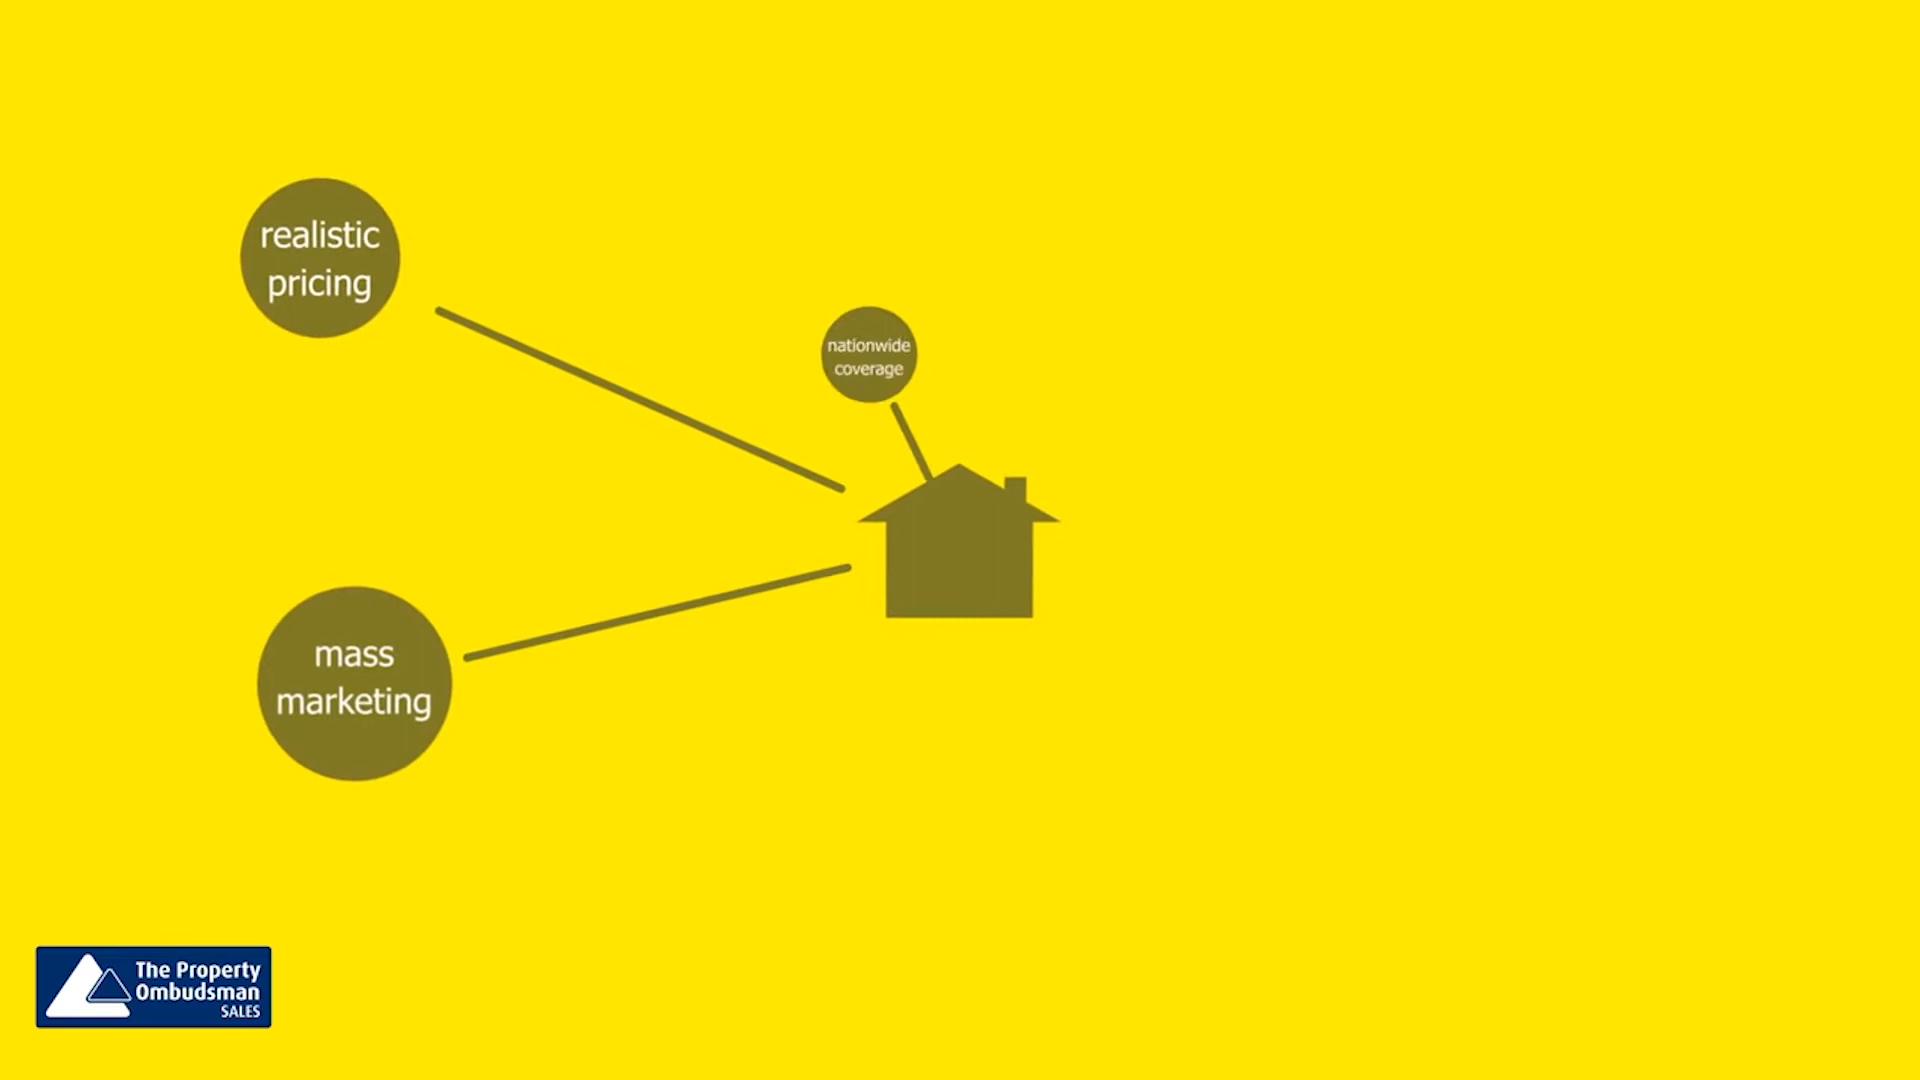 realistic
pricing
nationwide
coverage
mass
marketing
The Property
Ombudsman
SALES